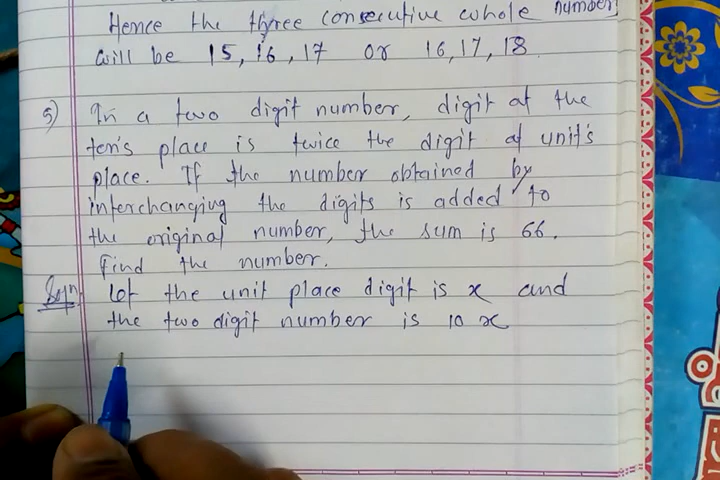 Hence the three consecutive whole number
will be 15, 16, 17 or 16, 17, 18
5) In a two digit number, digit at the
ten's place is twice the digit at unit's
place. If the number obtained by
interchanging the digits is added to
the original number, the sum is 66.
Find the number.
Soln Let the unit place digit is x and
the two digit number is 10 x